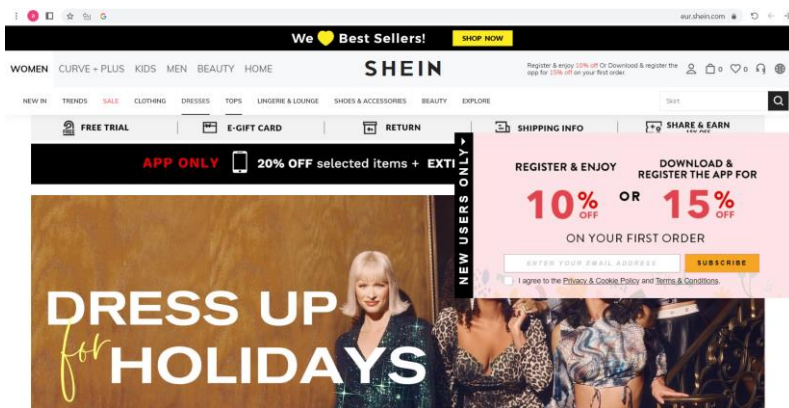 eur.shein.com
We Best Sellers! SHOP NOW
WOMEN CURVE + PLUS KIDS MEN BEAUTY HOME
SHEIN
Register & enjoy 10% off Or Download & register the
app for 15% off on your first order.
0 0
NEW IN TRENDS SALE CLOTHING DRESSES TOPS LINGERIE & LOUNGE SHOES & ACCESSORIES BEAUTY EXPLORE
Skirt
FREE TRIAL E-GIFT CARD RETURN SHIPPING INFO SHARE & EARN
APP ONLY 20% OFF selected items +
NEW USERS ONLY
REGISTER & ENJOY
10% OFF
OR
DOWNLOAD &
REGISTER THE APP FOR
15% OFF
ON YOUR FIRST ORDER
ENTER YOUR EMAIL ADDRESS SUBSCRIBE
I agree to the Privacy & Cookie Policy and Terms & Conditions.
DRESS UP
for
HOLIDAYS